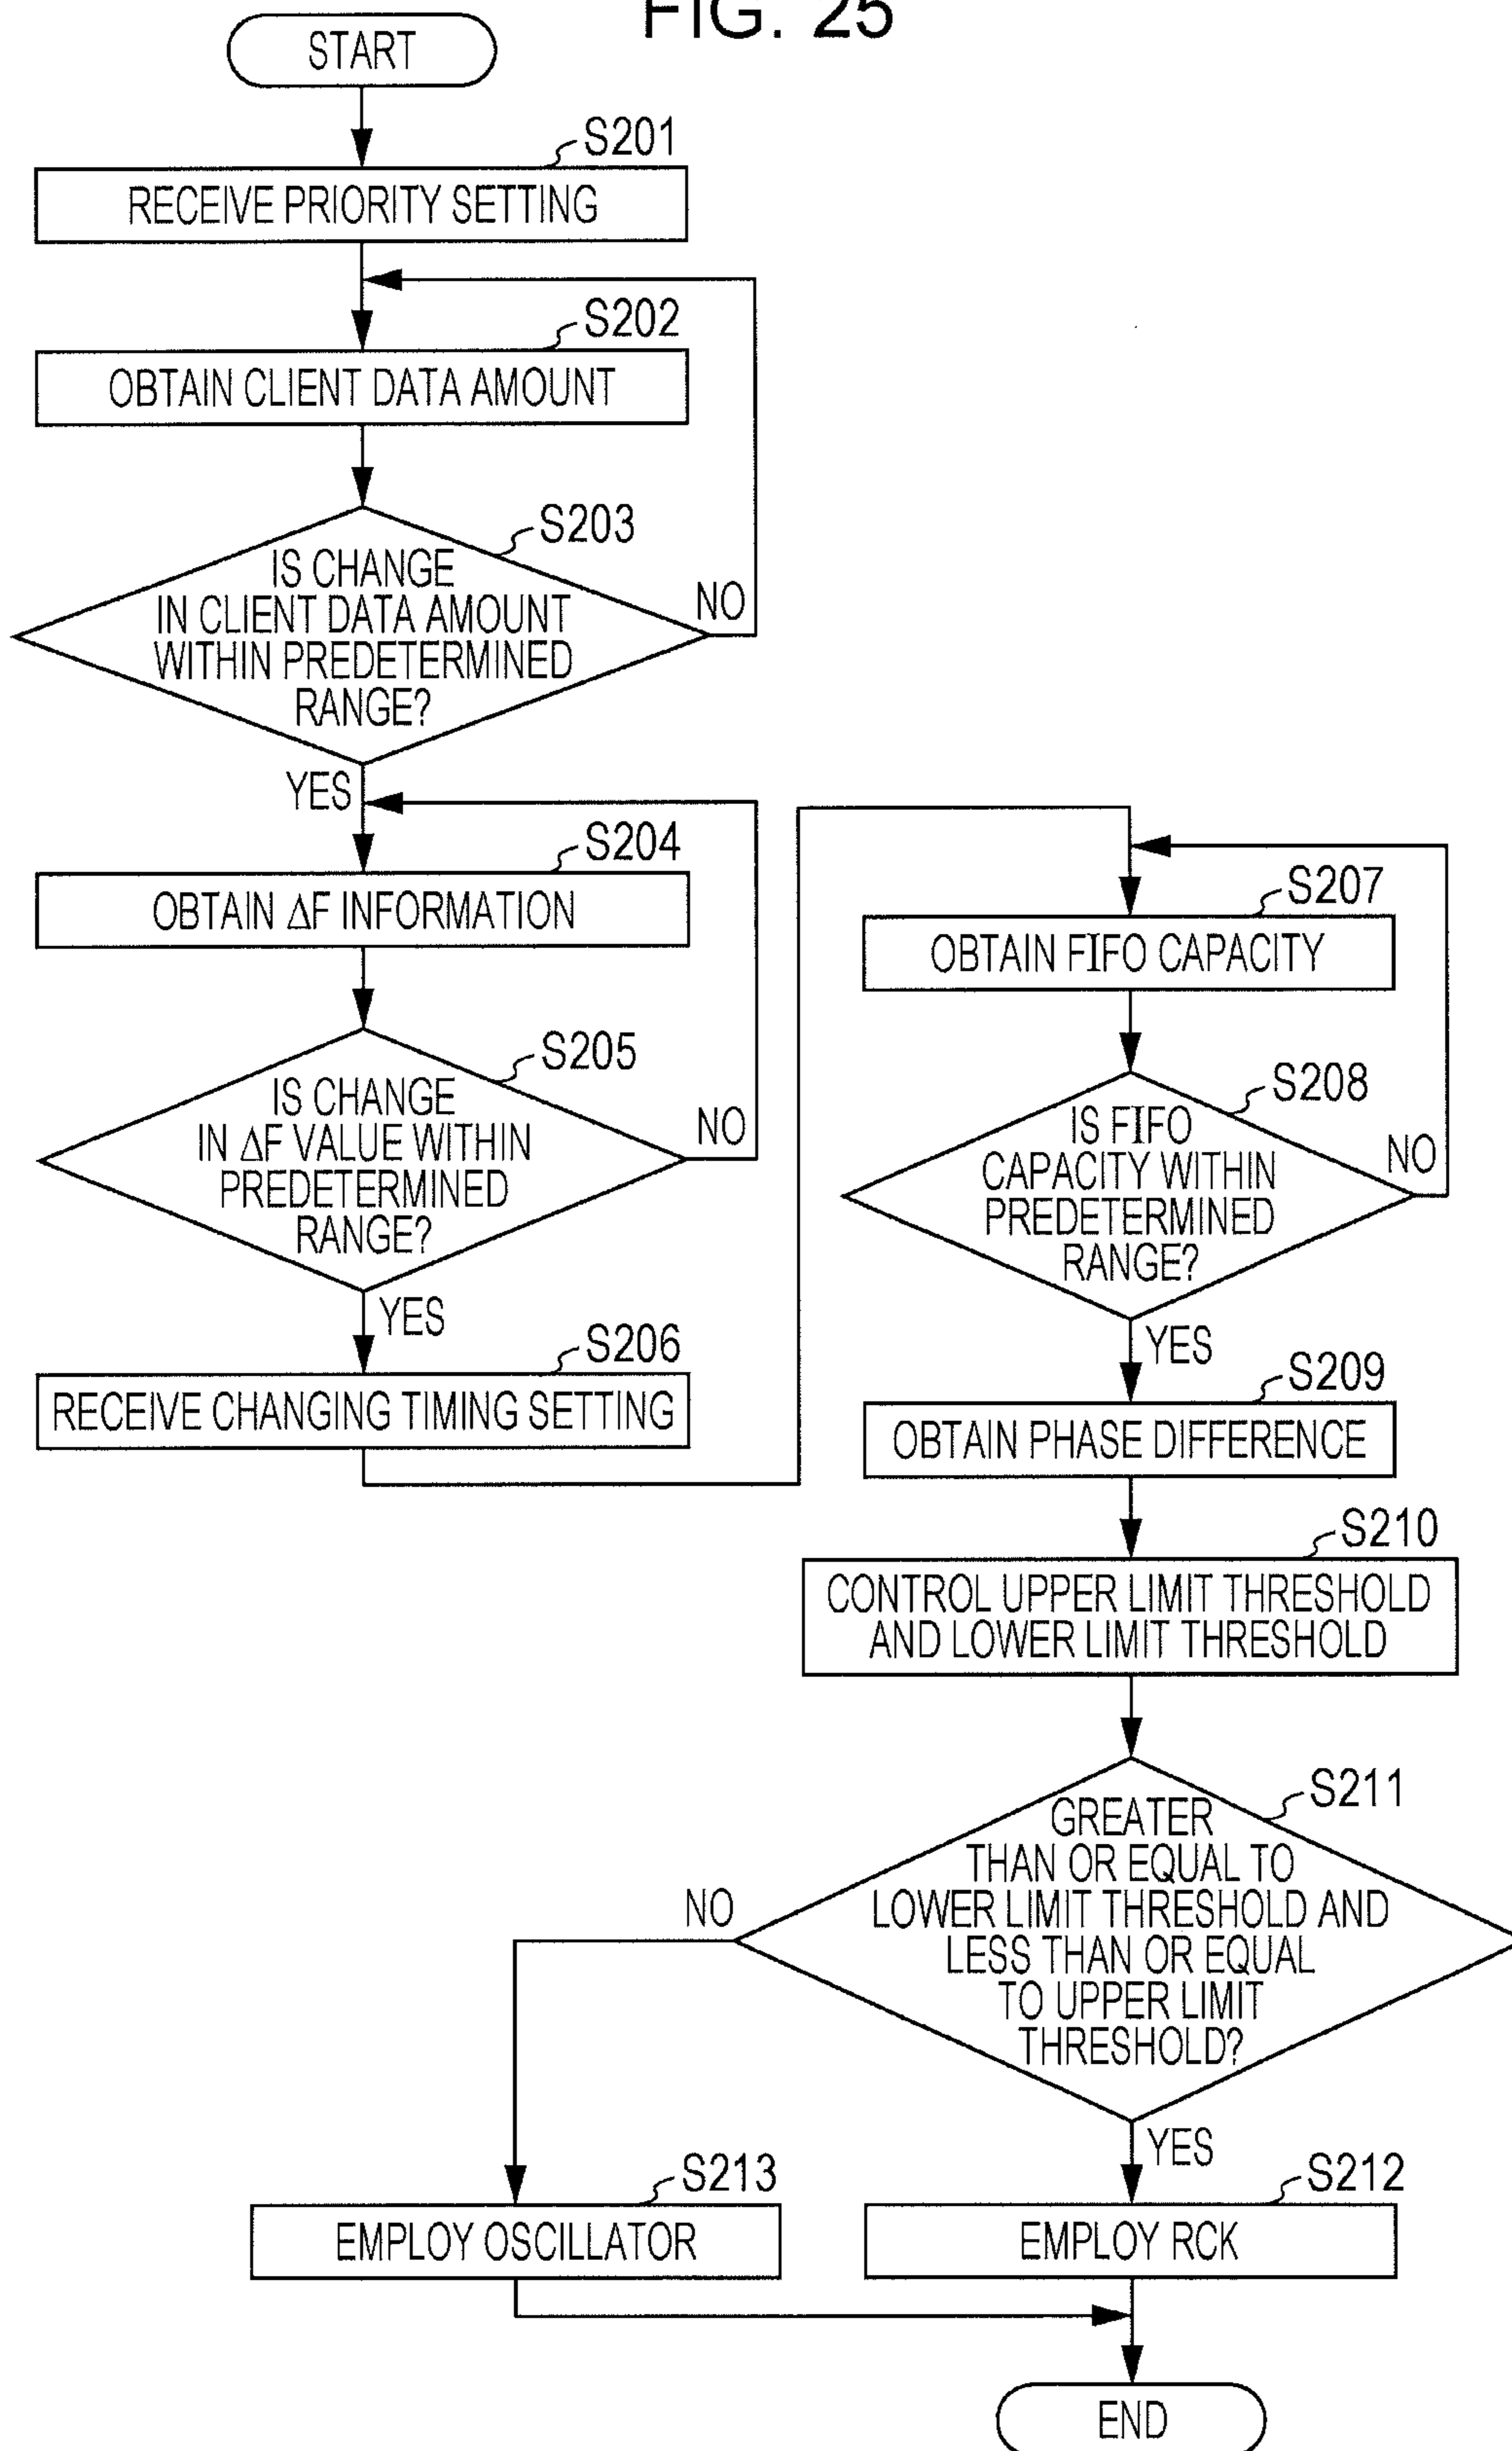 FIG. 25
START
S201
RECEIVE PRIORITY SETTING
S202
OBTAIN CLIENT DATA AMOUNT
S203
IS CHANGE
IN CLIENT DATA AMOUNT
WITHIN PREDETERMINED
RANGE?
NO
YES
S204
OBTAIN ΔF INFORMATION
S205
IS CHANGE
IN ΔF VALUE WITHIN
PREDETERMINED
RANGE?
NO
YES
S206
RECEIVE CHANGING TIMING SETTING
S207
OBTAIN FIFO CAPACITY
S208
IS FIFO
CAPACITY WITHIN
PREDETERMINED
RANGE?
NO
YES
S209
OBTAIN PHASE DIFFERENCE
S210
CONTROL UPPER LIMIT THRESHOLD
AND LOWER LIMIT THRESHOLD
S211
GREATER
THAN OR EQUAL TO
LOWER LIMIT THRESHOLD AND
LESS THAN OR EQUAL
TO UPPER LIMIT
THRESHOLD?
NO
YES
S213
EMPLOY OSCILLATOR
S212
EMPLOY RCK
END